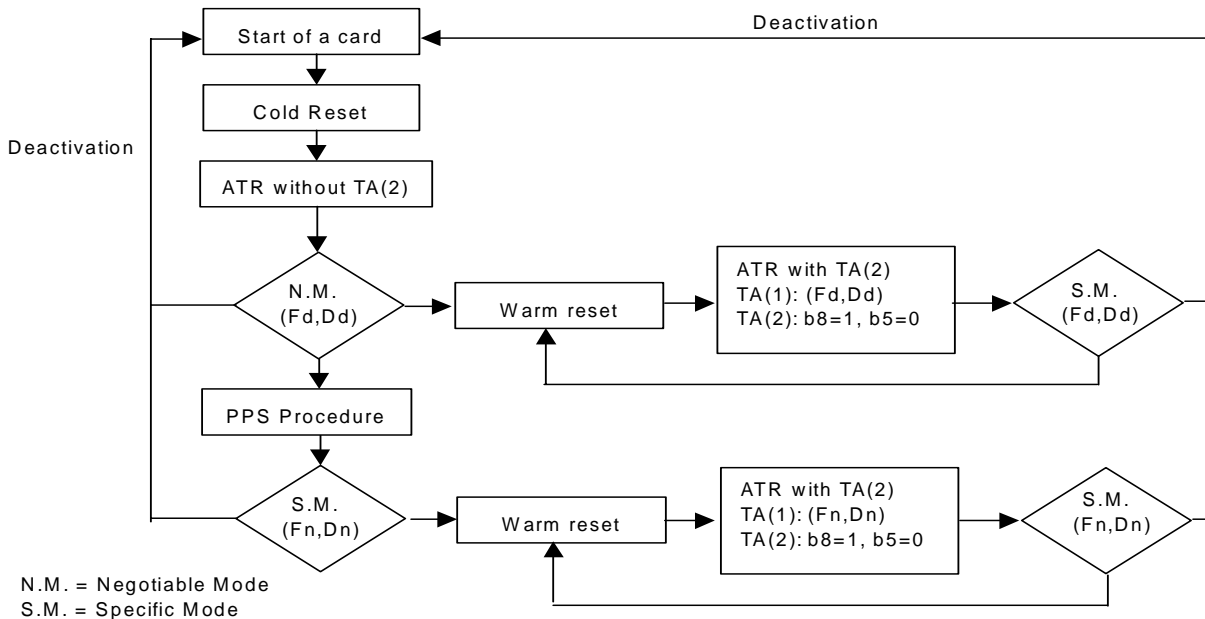 Deactivation
Start of a card
Cold Reset
Deactivation
ATR without TA(2)
N.M.
(Fd,Dd)
Warm reset
ATR with TA(2)
TA(1): (Fd,Dd)
TA(2): b8=1, b5=0
S.M.
(Fd,Dd)
PPS Procedure
S.M.
(Fn,Dn)
Warm reset
ATR with TA(2)
TA(1): (Fn,Dn)
TA(2): b8=1, b5=0
S.M.
(Fn,Dn)
N.M. = Negotiable Mode
S.M. = Specific Mode